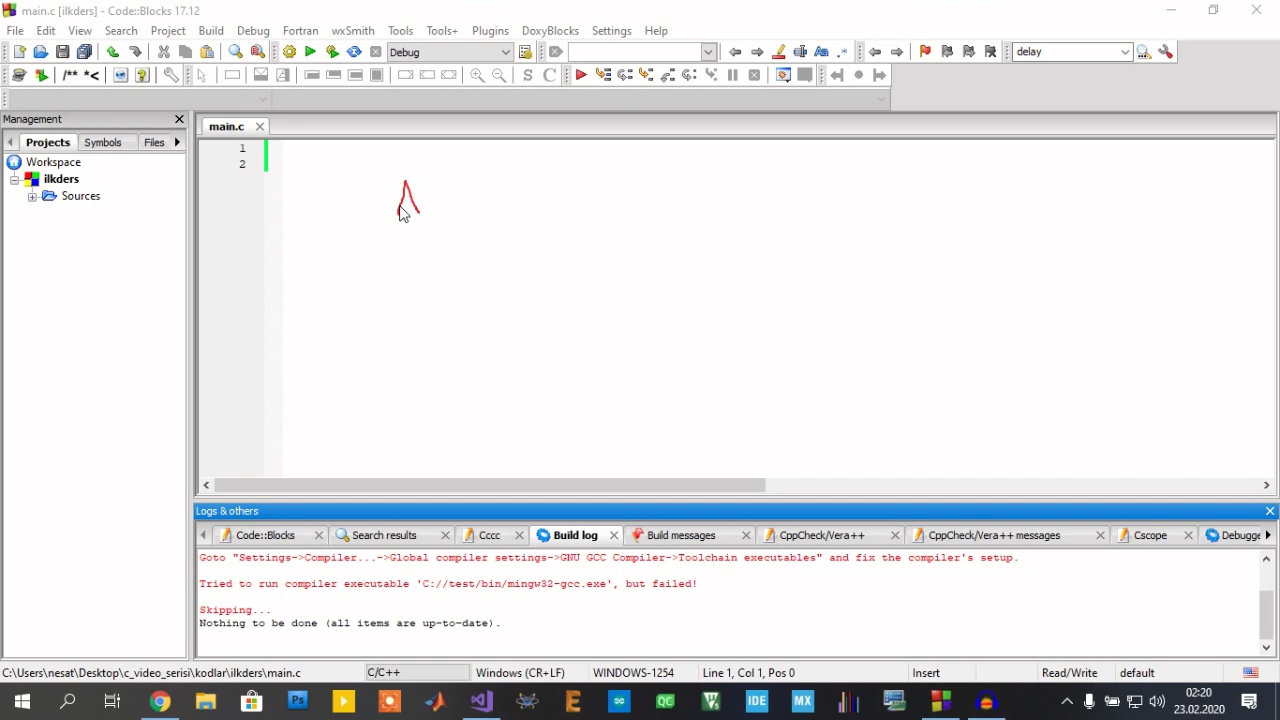 main.c [ilkders] - Code::Blocks 17.12
File Edit View Search Project Build Debug Fortran wxSmith Tools Tools+ Plugins DoxyBlocks Settings Help
Debug
delay
/** *<
S C
Management
main.c
Projects Symbols Files
1
Workspace
2
ilkders
Sources
Logs & others
Code::Blocks Search results Cccc Build log Build messages CppCheck/Vera++ CppCheck/Vera++ messages Cscope Debugge
Goto "Settings->Compiler...->Global compiler settings->GNU GCC Compiler->Toolchain executables" and fix the compiler's setup.
Tried to run compiler executable 'C://test/bin/mingw32-gcc.exe', but failed!
Skipping...
Nothing to be done (all items are up-to-date).
C:\Users\nesat\Desktop\c_video_serisi\kodlar\ilkders\main.c C/C++ Windows (CR+LF) WINDOWS-1254 Line 1, Col 1, Pos 0 Insert Read/Write default
Ps QC IDE MX
02:20
23.02.2020